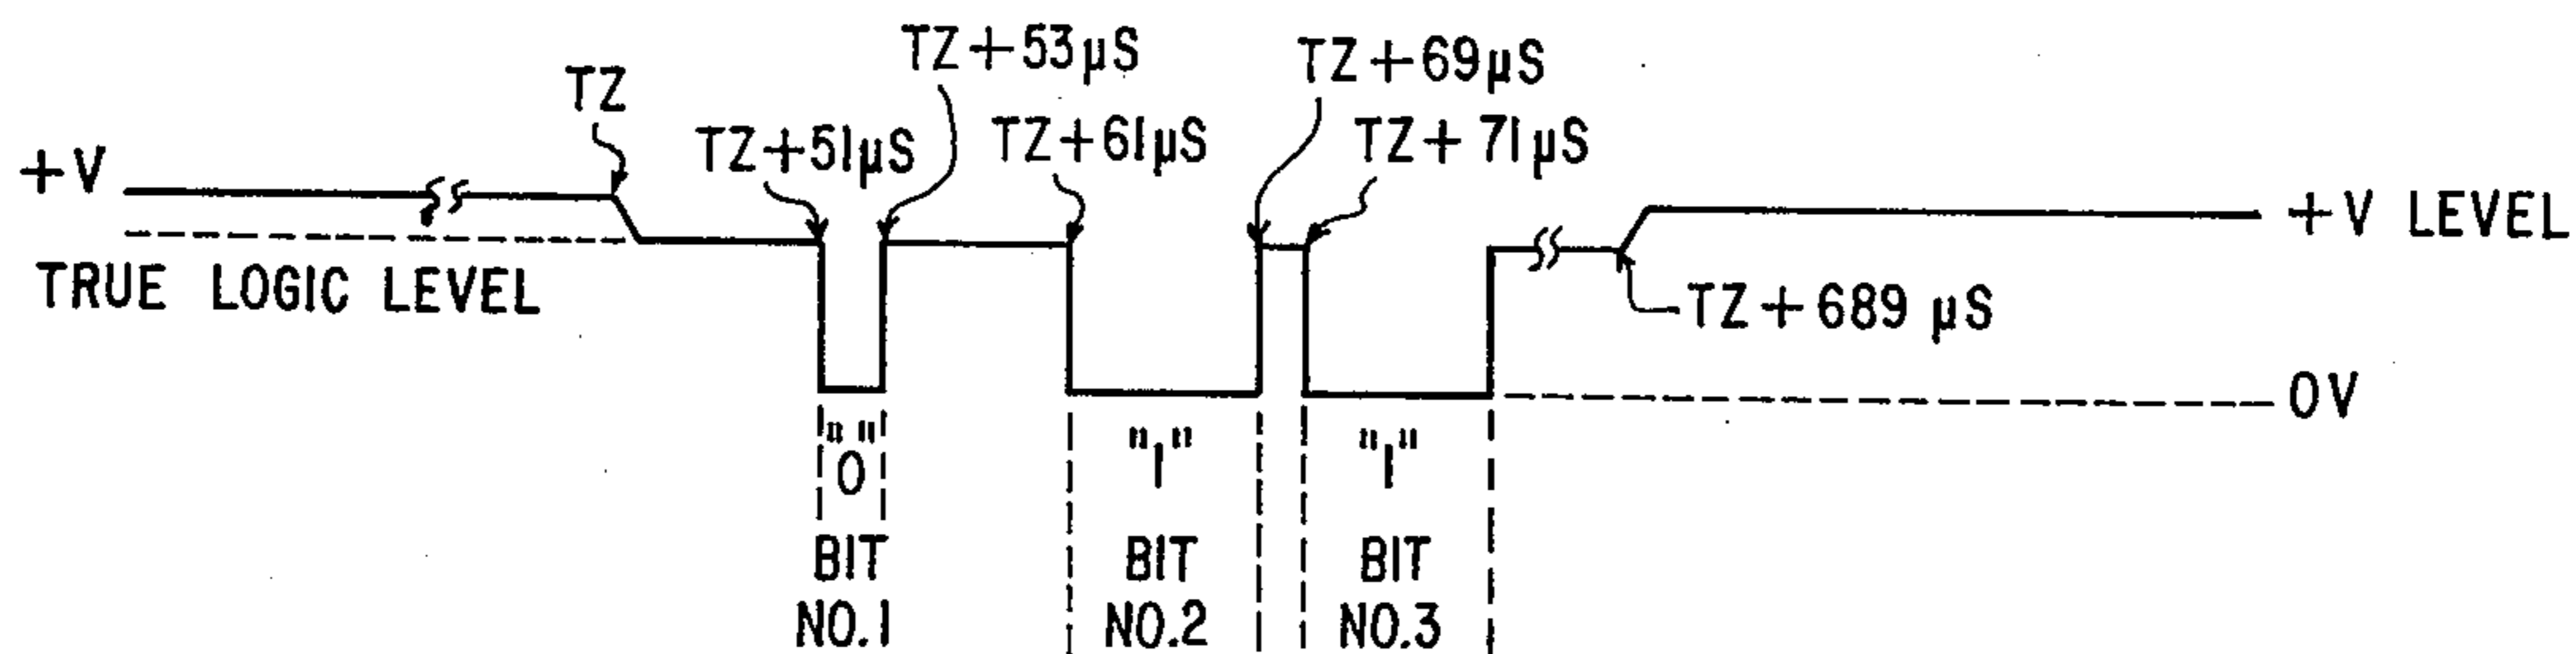 TZ+53µS
TZ+69µS
TZ
TZ+51µS
TZ+61µS
TZ+71µS
+V
+V LEVEL
TRUE LOGIC LEVEL
TZ+689 µS
0V
"0"
"1"
"1"
BIT
NO.1
BIT
NO.2
BIT
NO.3